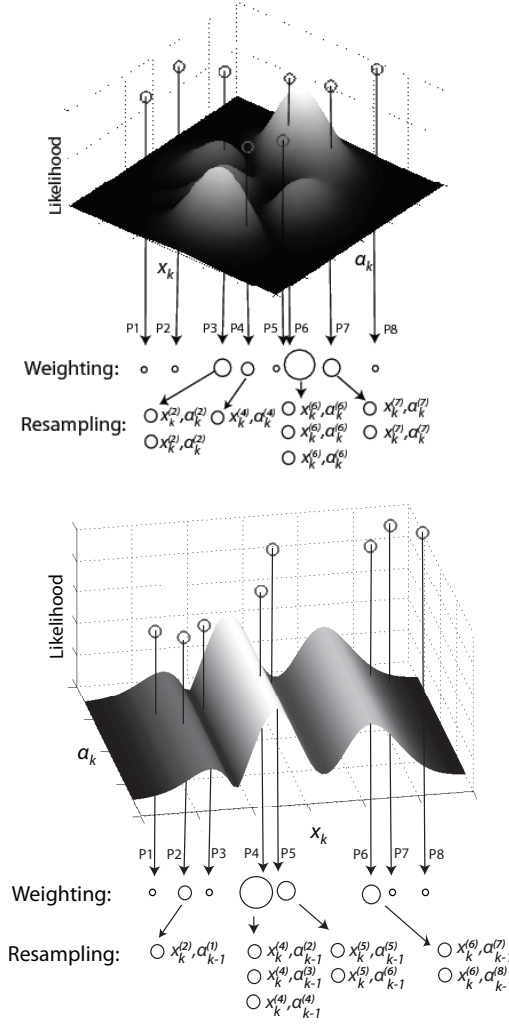 Likelihood
x_k
α_k
P1 P2 P3 P4 P5 P6 P7 P8
Weighting:
Resampling:
x_k^(2),α_k^(2) x_k^(4),α_k^(4) x_k^(6),α_k^(6) x_k^(7),α_k^(7)
x_k^(2),α_k^(2) x_k^(6),α_k^(6) x_k^(7),α_k^(7)
x_k^(6),α_k^(6)
Likelihood
α_k
x_k
P1 P2 P3 P4 P5 P6 P7 P8
Weighting:
Resampling:
x_k^(2),α_k-1^(1) x_k^(4),α_k-1^(2) x_k^(5),α_k-1^(5) x_k^(6),α_k-1^(7)
x_k^(4),α_k-1^(3) x_k^(5),α_k-1^(6) x_k^(6),α_k-1^(8)
x_k^(4),α_k-1^(4)